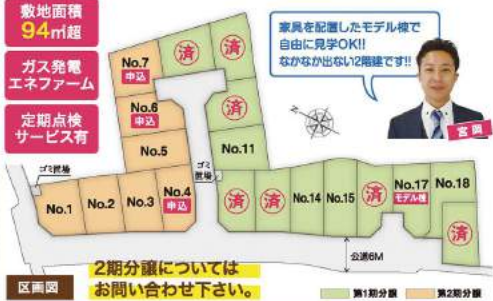 敷地面積
94㎡超
ガス発電
エネファーム
定期点検
サービス有
家具を配置したモデル棟で
自由に見学OK!!
なかなか出ない2階建です!!
宮岡
No.7
申込
済
済
No.6
申込
済
No.5
No.11
ゴミ置場
ゴミ置場
No.1
No.2
No.3
No.4
申込
済
済
No.14
No.15
済
No.17
モデル棟
No.18
済
公道6M
区画図
2期分譲については
お問い合わせ下さい。
第1期分譲
第2期分譲